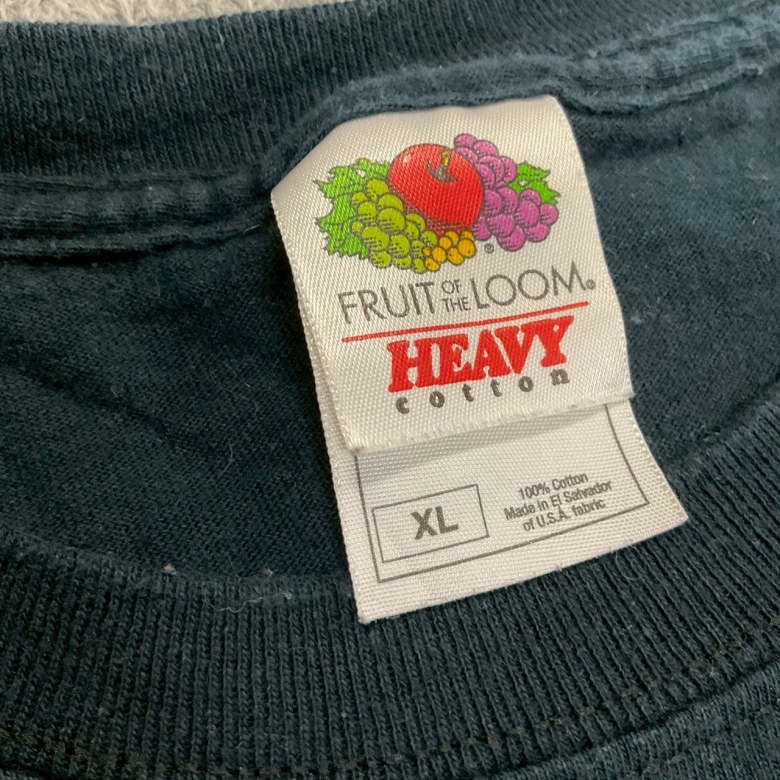 FRUIT OF THE LOOM®
HEAVY
cotton
XL
100% Cotton
Made in El Salvador
of U.S.A. fabric